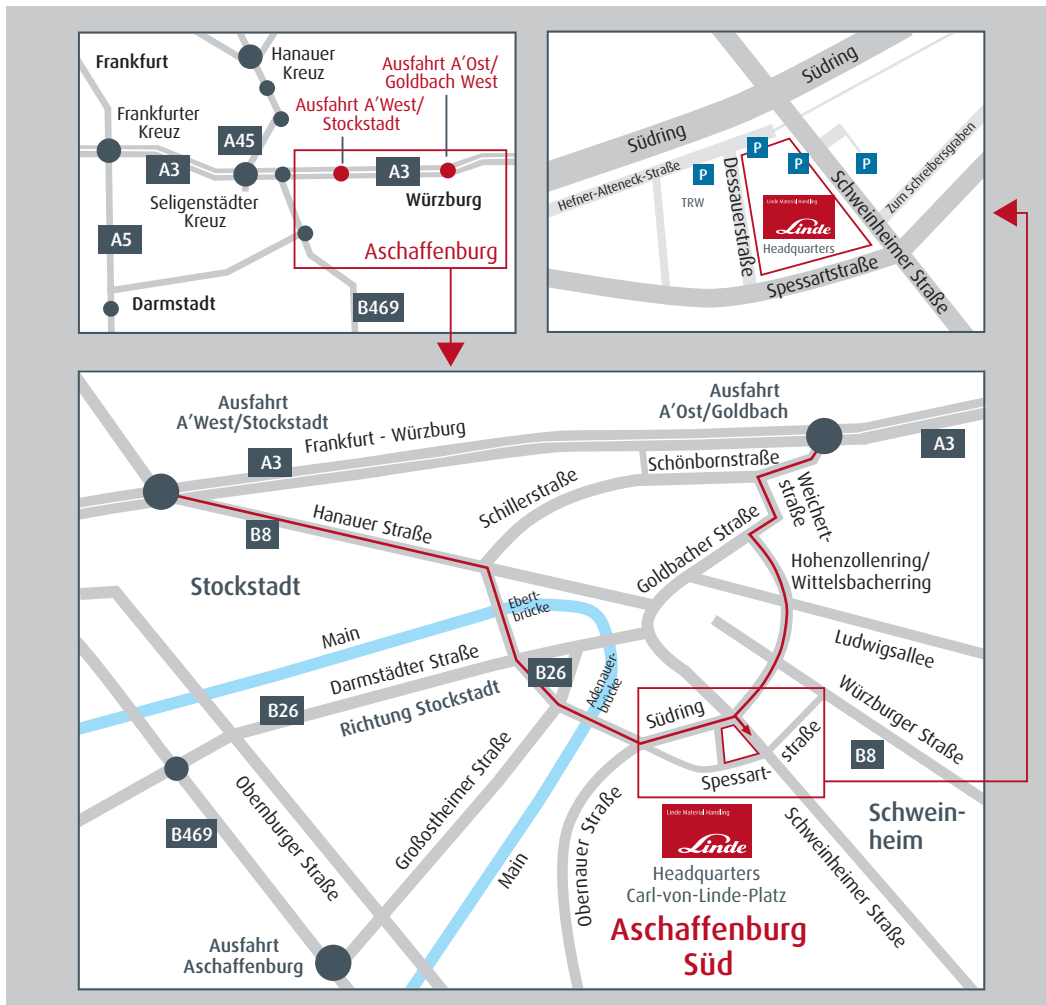 Frankfurt
Hanauer
Kreuz
Ausfahrt A'Ost/
Goldbach West
Ausfahrt A'West/
Stockstadt
Frankfurter
Kreuz
A45
A3
A3
Würzburg
Seligenstädter
Kreuz
A5
Aschaffenburg
Darmstadt
B469
Südring
Südring
P
P
P
P
Hefner-Alteneck-Straße
TRW
Dessauerstraße
Zum Schreibersgraben
Schweinheimer Straße
Linde Material Handling
Linde
Headquarters
Spessartstraße
Ausfahrt
A'West/Stockstadt
Ausfahrt
A'Ost/Goldbach
A3
Frankfurt - Würzburg
A3
Schönbornstraße
Schillerstraße
Weichert-
straße
Hanauer Straße
B8
Goldbacher Straße
Hohenzollenring/
Wittelsbacherring
Stockstadt
Ebert-
brücke
Main
Ludwigsallee
Darmstädter Straße
B26
B26
Richtung Stockstadt
Adenauer-
brücke
Würzburger Straße
Südring
Spessart-
straße
B8
Großostheimer Straße
Obernburger Straße
B469
Main
Obernauer Straße
Linde Material Handling
Linde
Headquarters
Carl-von-Linde-Platz
Schweinheimer Straße
Schwein-
heim
Aschaffenburg
Süd
Ausfahrt
Aschaffenburg